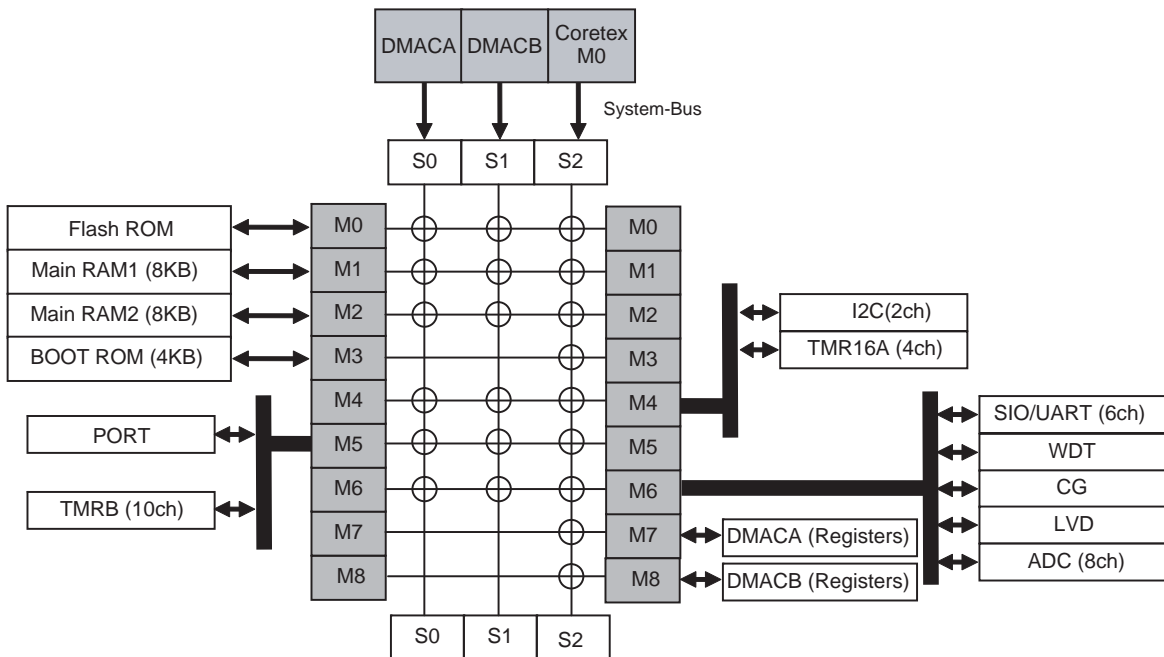 DMACA
DMACB
Coretex
M0
System-Bus
S0
S1
S2
Flash ROM
Main RAM1 (8KB)
Main RAM2 (8KB)
BOOT ROM (4KB)
PORT
TMRB (10ch)
M0
M1
M2
M3
M4
M5
M6
M7
M8
M0
M1
M2
M3
M4
M5
M6
M7
M8
I2C(2ch)
TMR16A (4ch)
SIO/UART (6ch)
WDT
CG
LVD
ADC (8ch)
DMACA (Registers)
DMACB (Registers)
S0
S1
S2